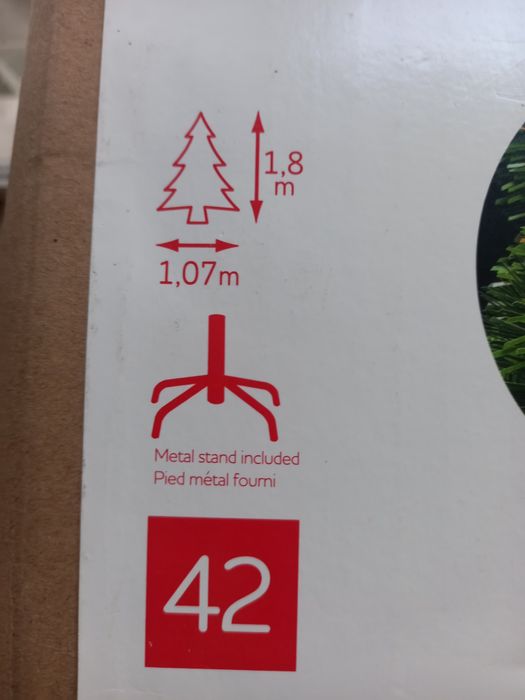 1,8
m
1,07m
Metal stand included
Pied métal fourni
42